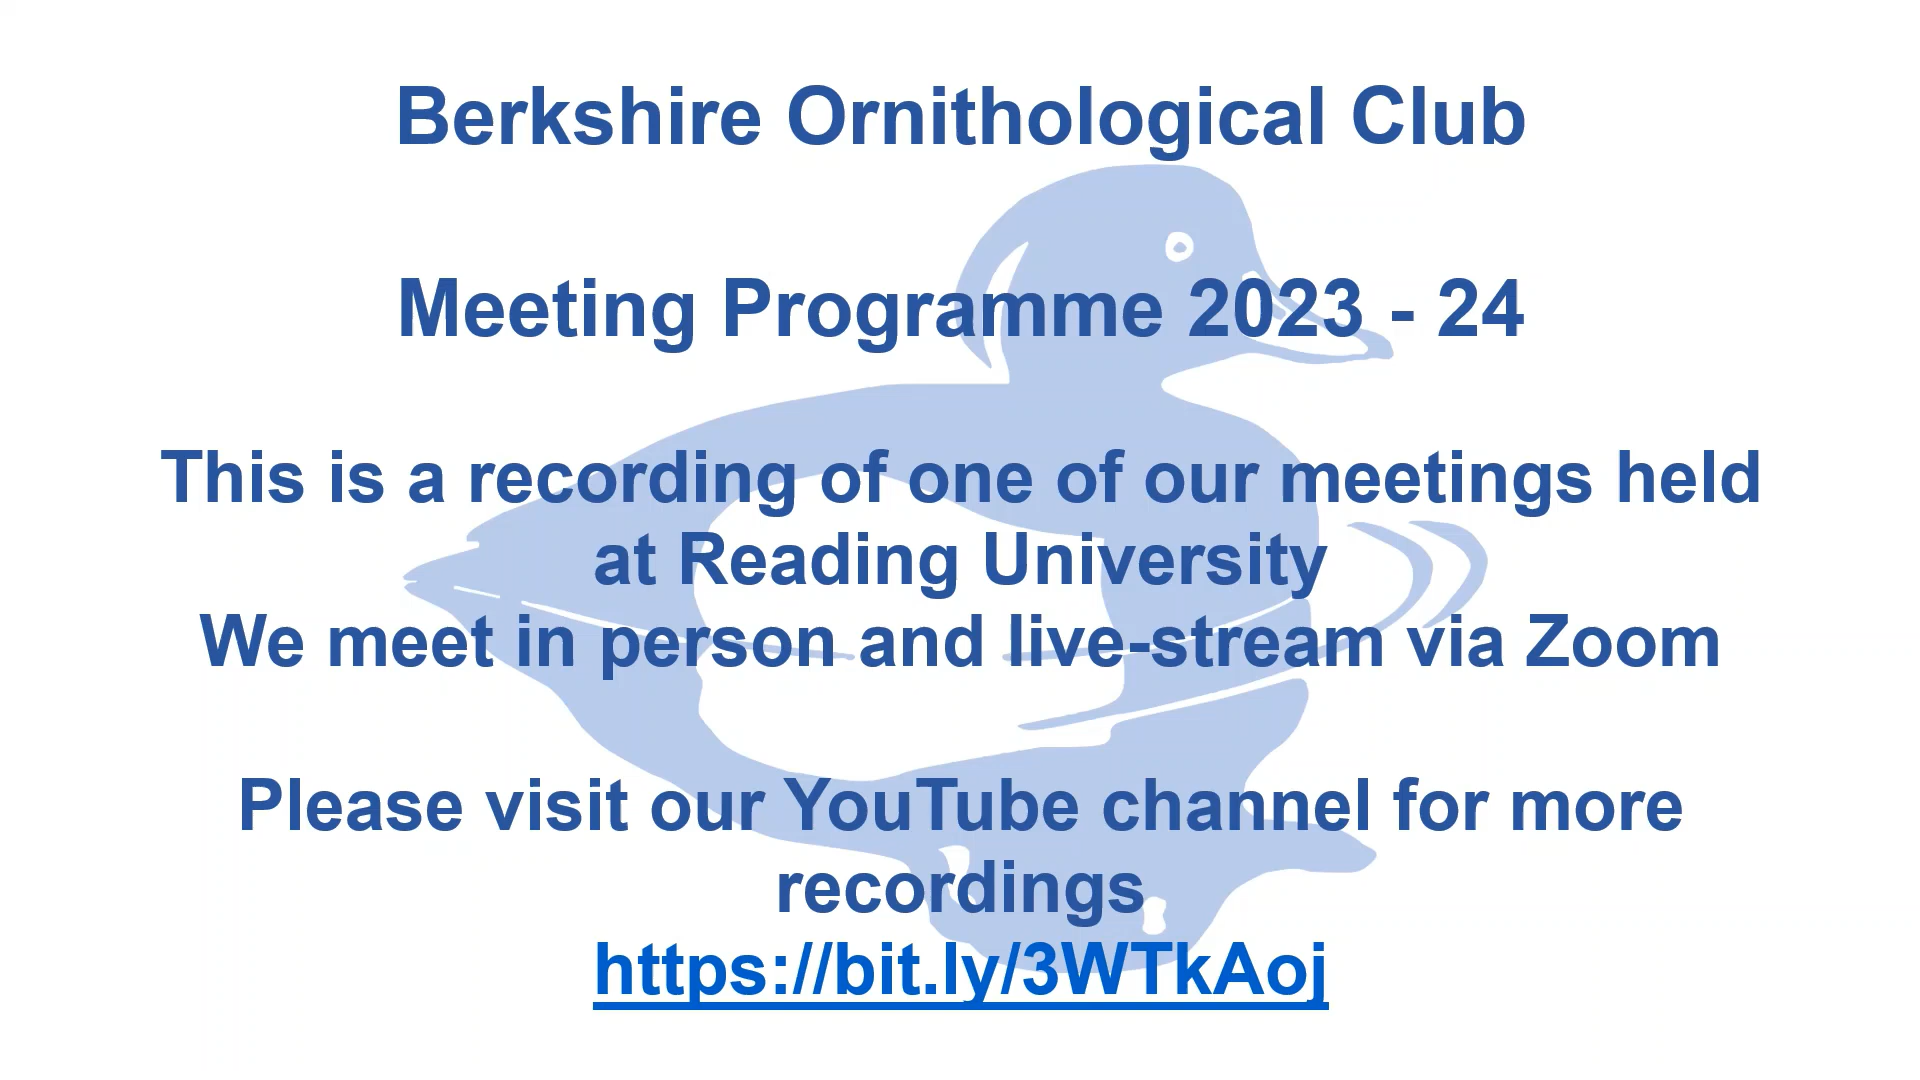 Berkshire Ornithological Club
Meeting Programme 2023 - 24
This is a recording of one of our meetings held
at Reading University
We meet in person and live-stream via Zoom
Please visit our YouTube channel for more
recordings
https://bit.ly/3WTkAoj